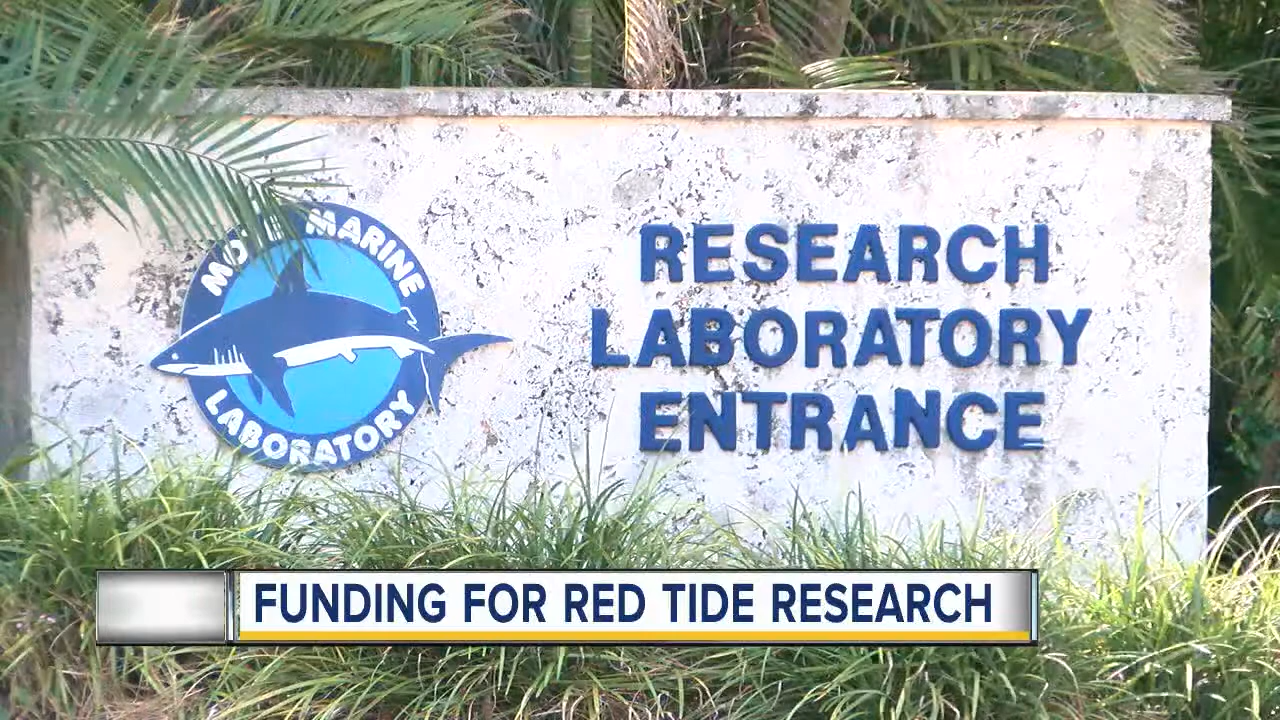 MARINE
LABORATORY
RESEARCH
LABORATORY
ENTRANCE
FUNDING FOR RED TIDE RESEARCH